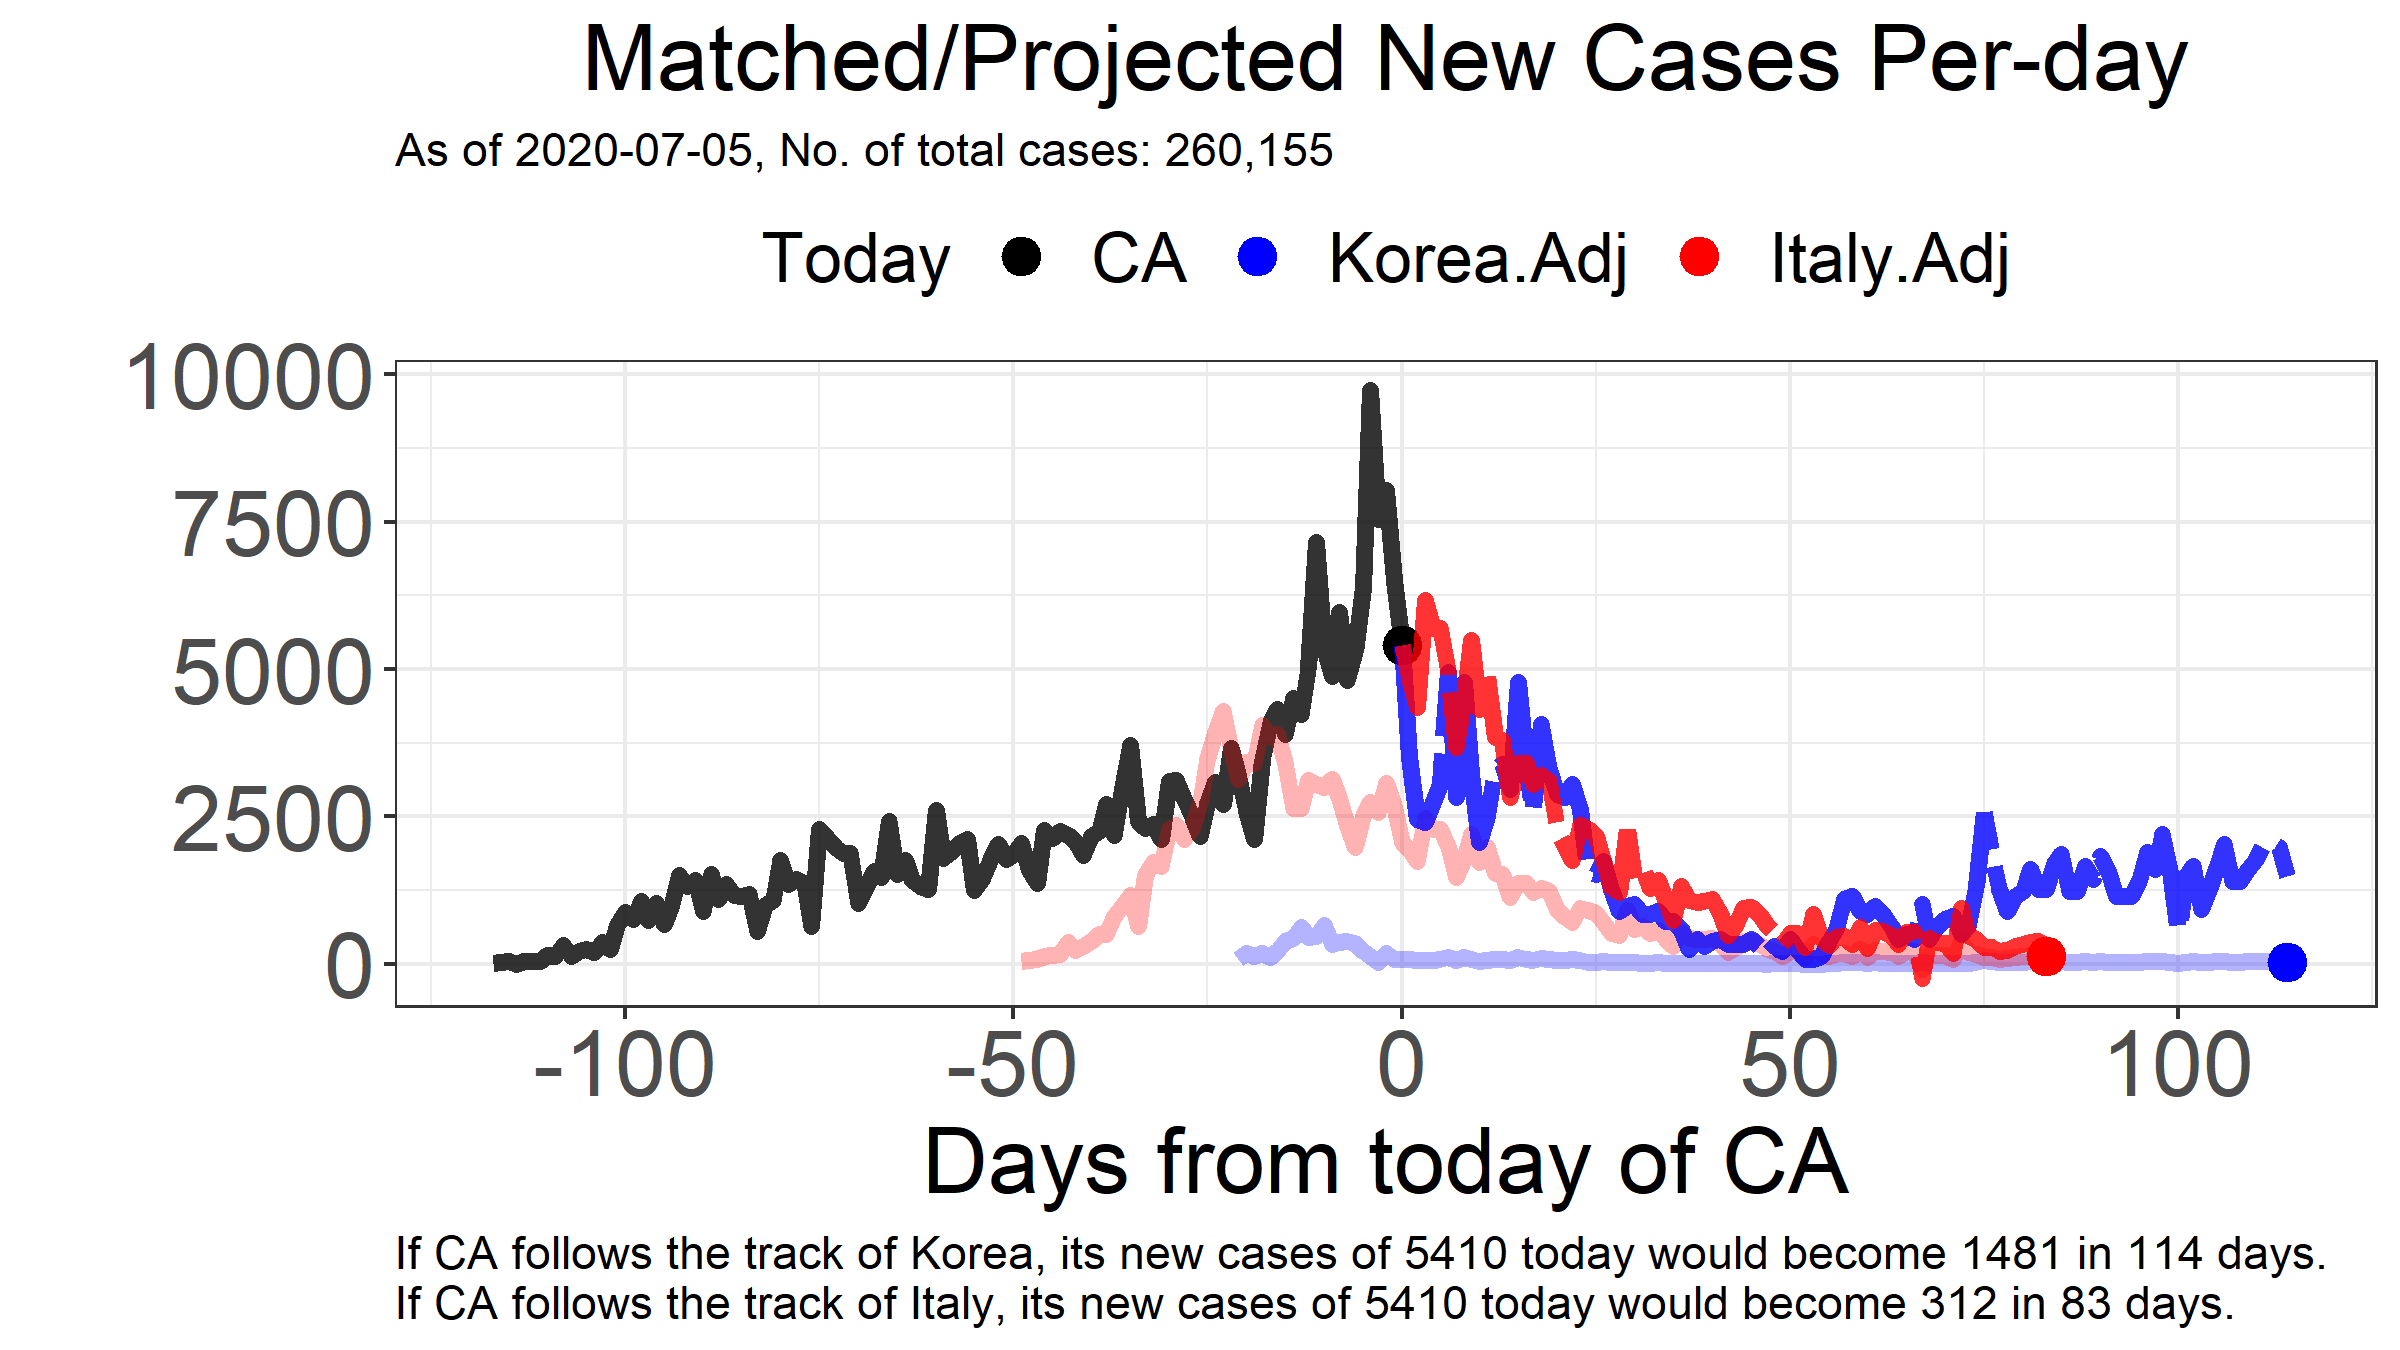 Matched/Projected New Cases Per-day
As of 2020-07-05, No. of total cases: 260,155
Today CA Korea.Adj Italy.Adj
10000
7500
5000
2500
0
-100 -50 0 50 100
Days from today of CA
If CA follows the track of Korea, its new cases of 5410 today would become 1481 in 114 days.
If CA follows the track of Italy, its new cases of 5410 today would become 312 in 83 days.